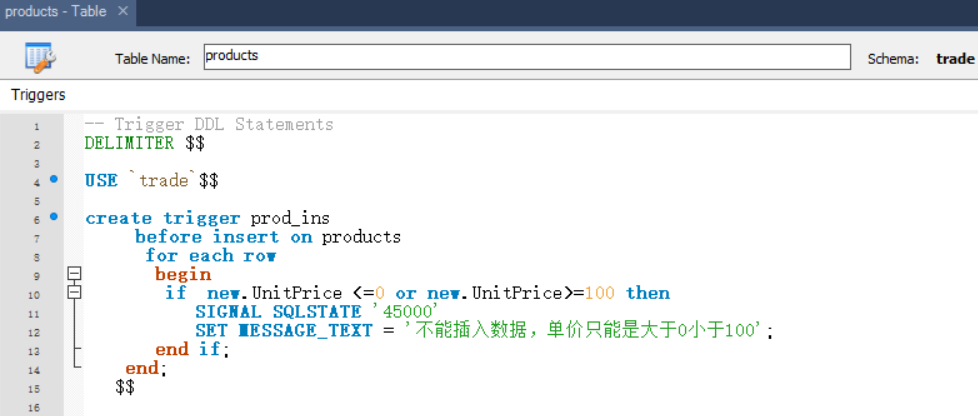 products - Table ×
Table Name: products Schema: trade
Triggers
1 -- Trigger DDL Statements
2 DELIMITER $$
3
4 USE `trade`$$
5
6 create trigger prod_ins
7 before insert on products
8 for each row
9 begin
10 if new.UnitPrice <=0 or new.UnitPrice>=100 then
11 SIGNAL SQLSTATE '45000'
12 SET MESSAGE_TEXT = '不能插入数据，单价只能是大于0小于100';
13 end if;
14 end;
15 $$
16